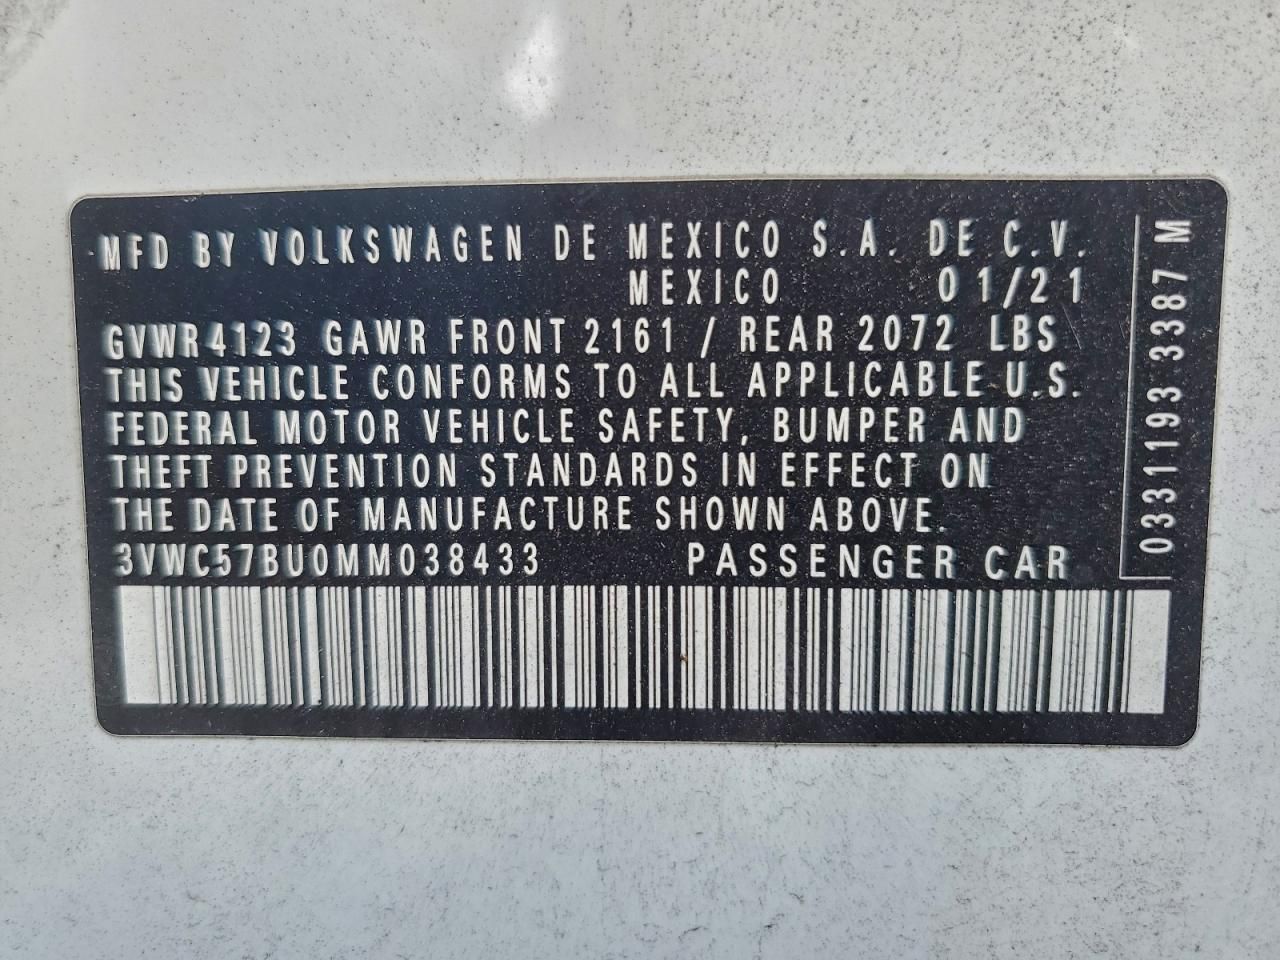 MFD BY VOLKSWAGEN DE MEXICO S.A. DE C.V.
MEXICO 01/21
GVWR 4123 GAWR FRONT 2161 / REAR 2072 LBS
THIS VEHICLE CONFORMS TO ALL APPLICABLE U.S.
FEDERAL MOTOR VEHICLE SAFETY, BUMPER AND
THEFT PREVENTION STANDARDS IN EFFECT ON
THE DATE OF MANUFACTURE SHOWN ABOVE.
3VWC57BU0MM038433 PASSENGER CAR
0331193 3387 M